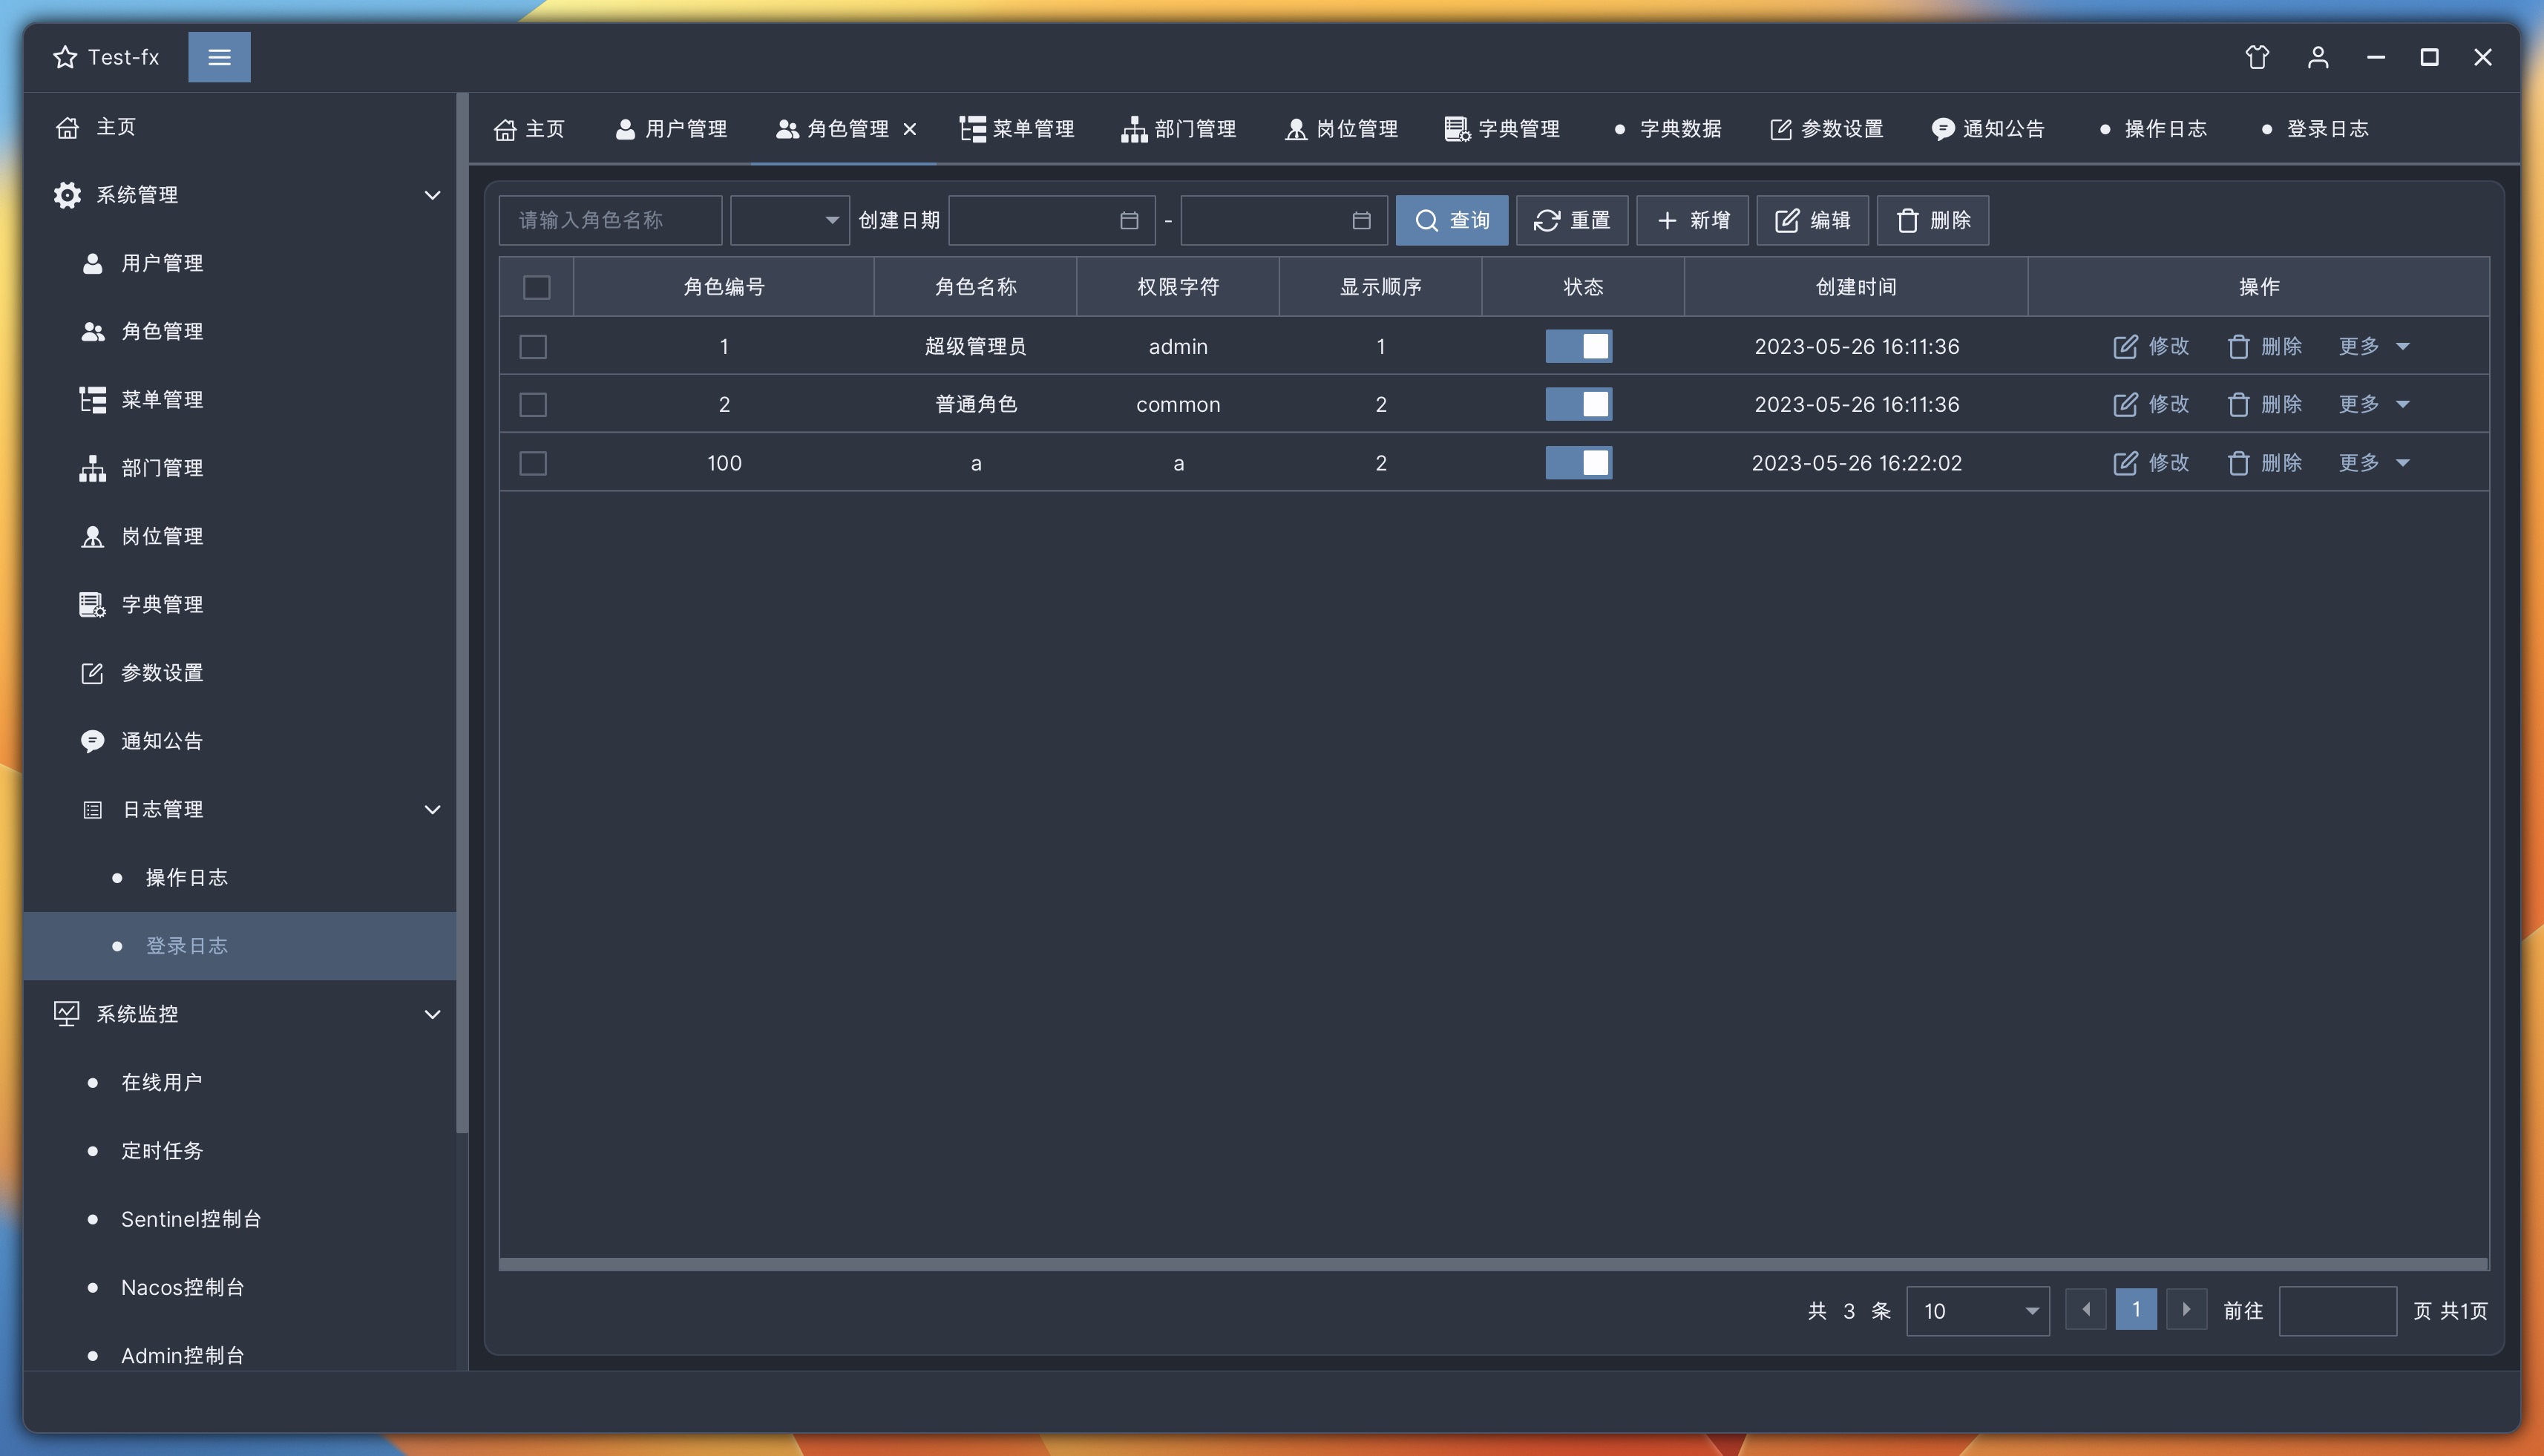 Test-fx
主页
系统管理
用户管理
角色管理
菜单管理
部门管理
岗位管理
字典管理
参数设置
通知公告
日志管理
操作日志
登录日志
系统监控
在线用户
定时任务
Sentinel控制台
Nacos控制台
Admin控制台
主页 用户管理 角色管理 菜单管理 部门管理 岗位管理 字典管理 字典数据 参数设置 通知公告 操作日志 登录日志
请输入角色名称 创建日期 - 查询 重置 新增 编辑 删除
角色编号 角色名称 权限字符 显示顺序 状态 创建时间 操作
1 超级管理员 admin 1 2023-05-26 16:11:36 修改 删除 更多
2 普通角色 common 2 2023-05-26 16:11:36 修改 删除 更多
100 a a 2 2023-05-26 16:22:02 修改 删除 更多
共 3 条 10 1 前往 页 共1页